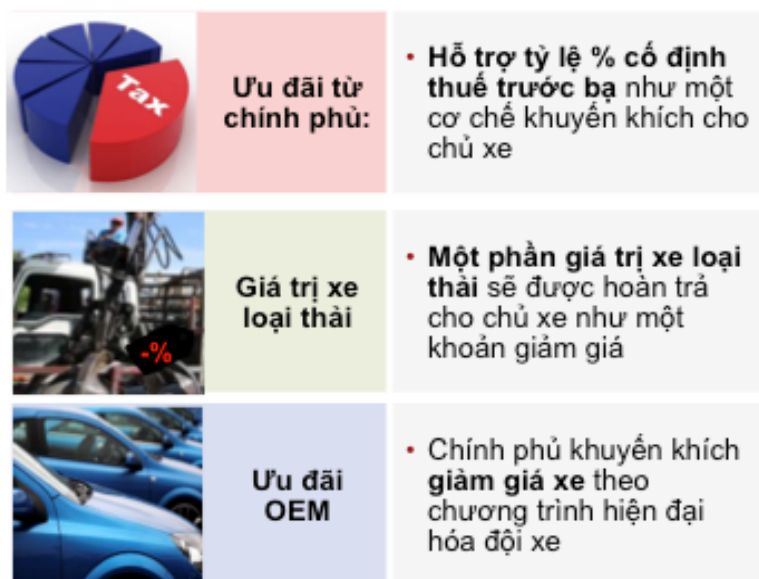 Tax
Ưu đãi từ
chính phủ:
• Hỗ trợ tỷ lệ % cố định
thuế trước bạ như một
cơ chế khuyến khích cho
chủ xe
-%
Giá trị xe
loại thải
• Một phần giá trị xe loại
thải sẽ được hoàn trả
cho chủ xe như một
khoản giảm giá
Ưu đãi
OEM
• Chính phủ khuyến khích
giảm giá xe theo
chương trình hiện đại
hóa đội xe